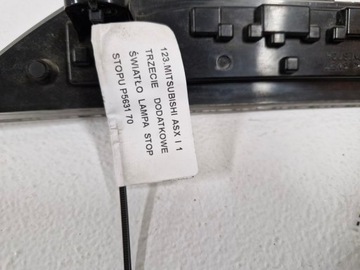 123.MITSUBISHI ASX I 1
TRZECIE DODATKOWE
ŚWIATŁO LAMPA STOP
STOPU P5631 70